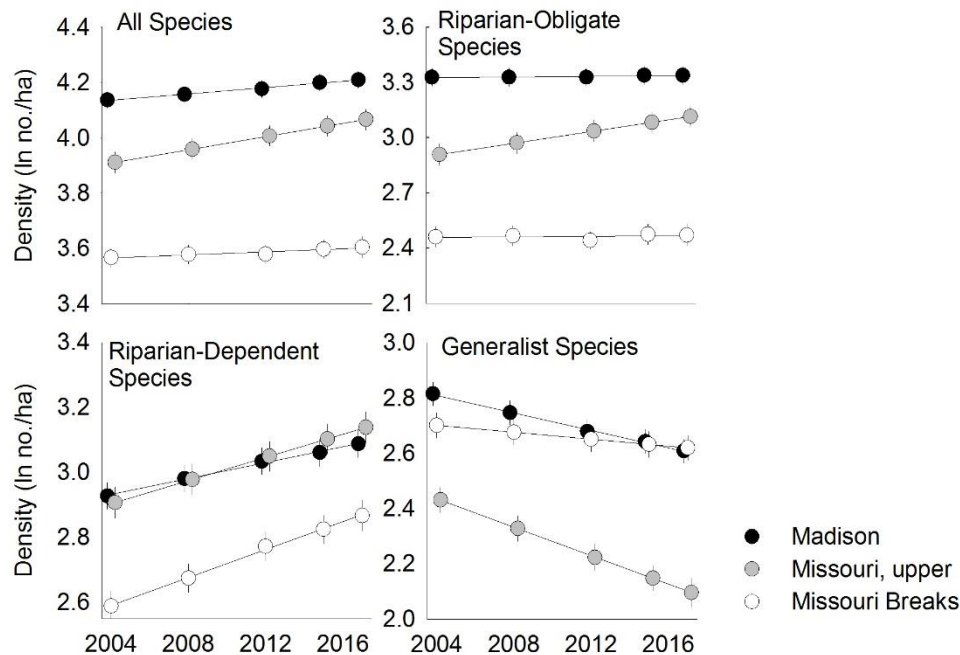 All Species
Density (ln no./ha)
4.4
4.2
4.0
3.8
3.6
3.4
Riparian-Obligate
Species
3.6
3.3
3.0
2.7
2.4
2.1
Riparian-Dependent
Species
Density (ln no./ha)
3.4
3.2
3.0
2.8
2.6
2004 2008 2012 2016
Generalist Species
3.0
2.8
2.6
2.4
2.2
2.0
2004 2008 2012 2016
Madison
Missouri, upper
Missouri Breaks